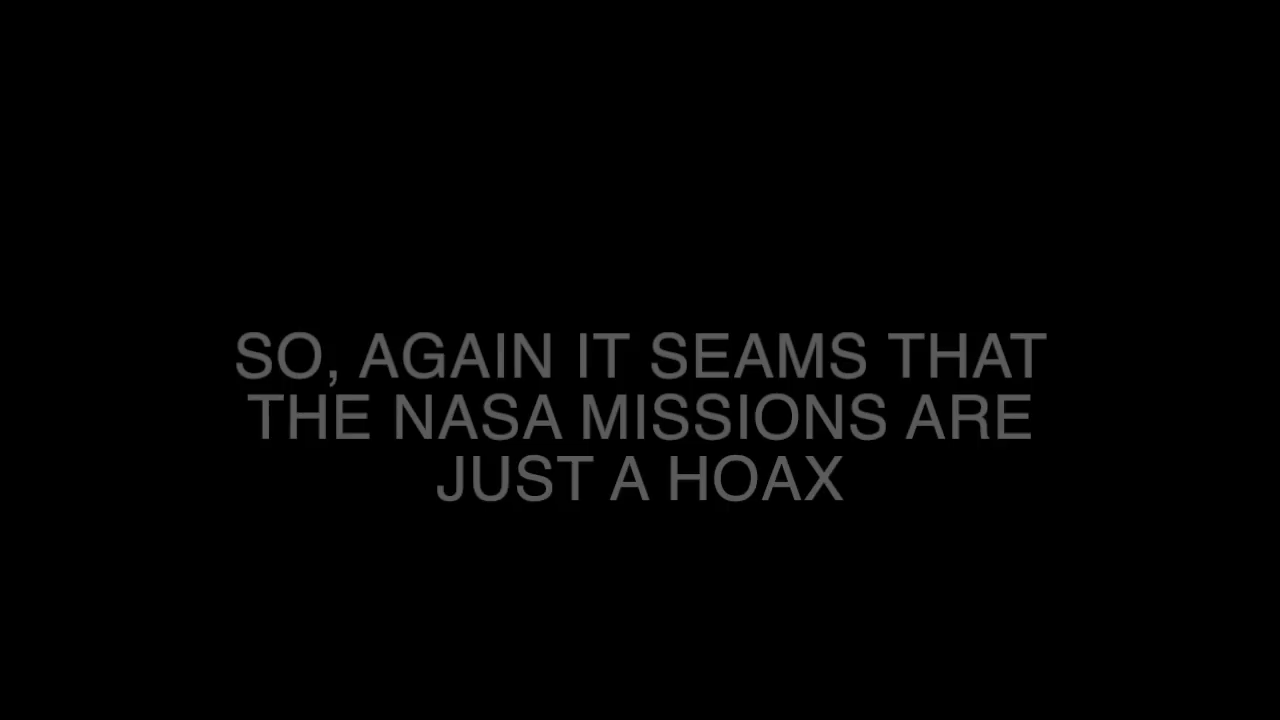 SO, AGAIN IT SEAMS THAT
THE NASA MISSIONS ARE
JUST A HOAX